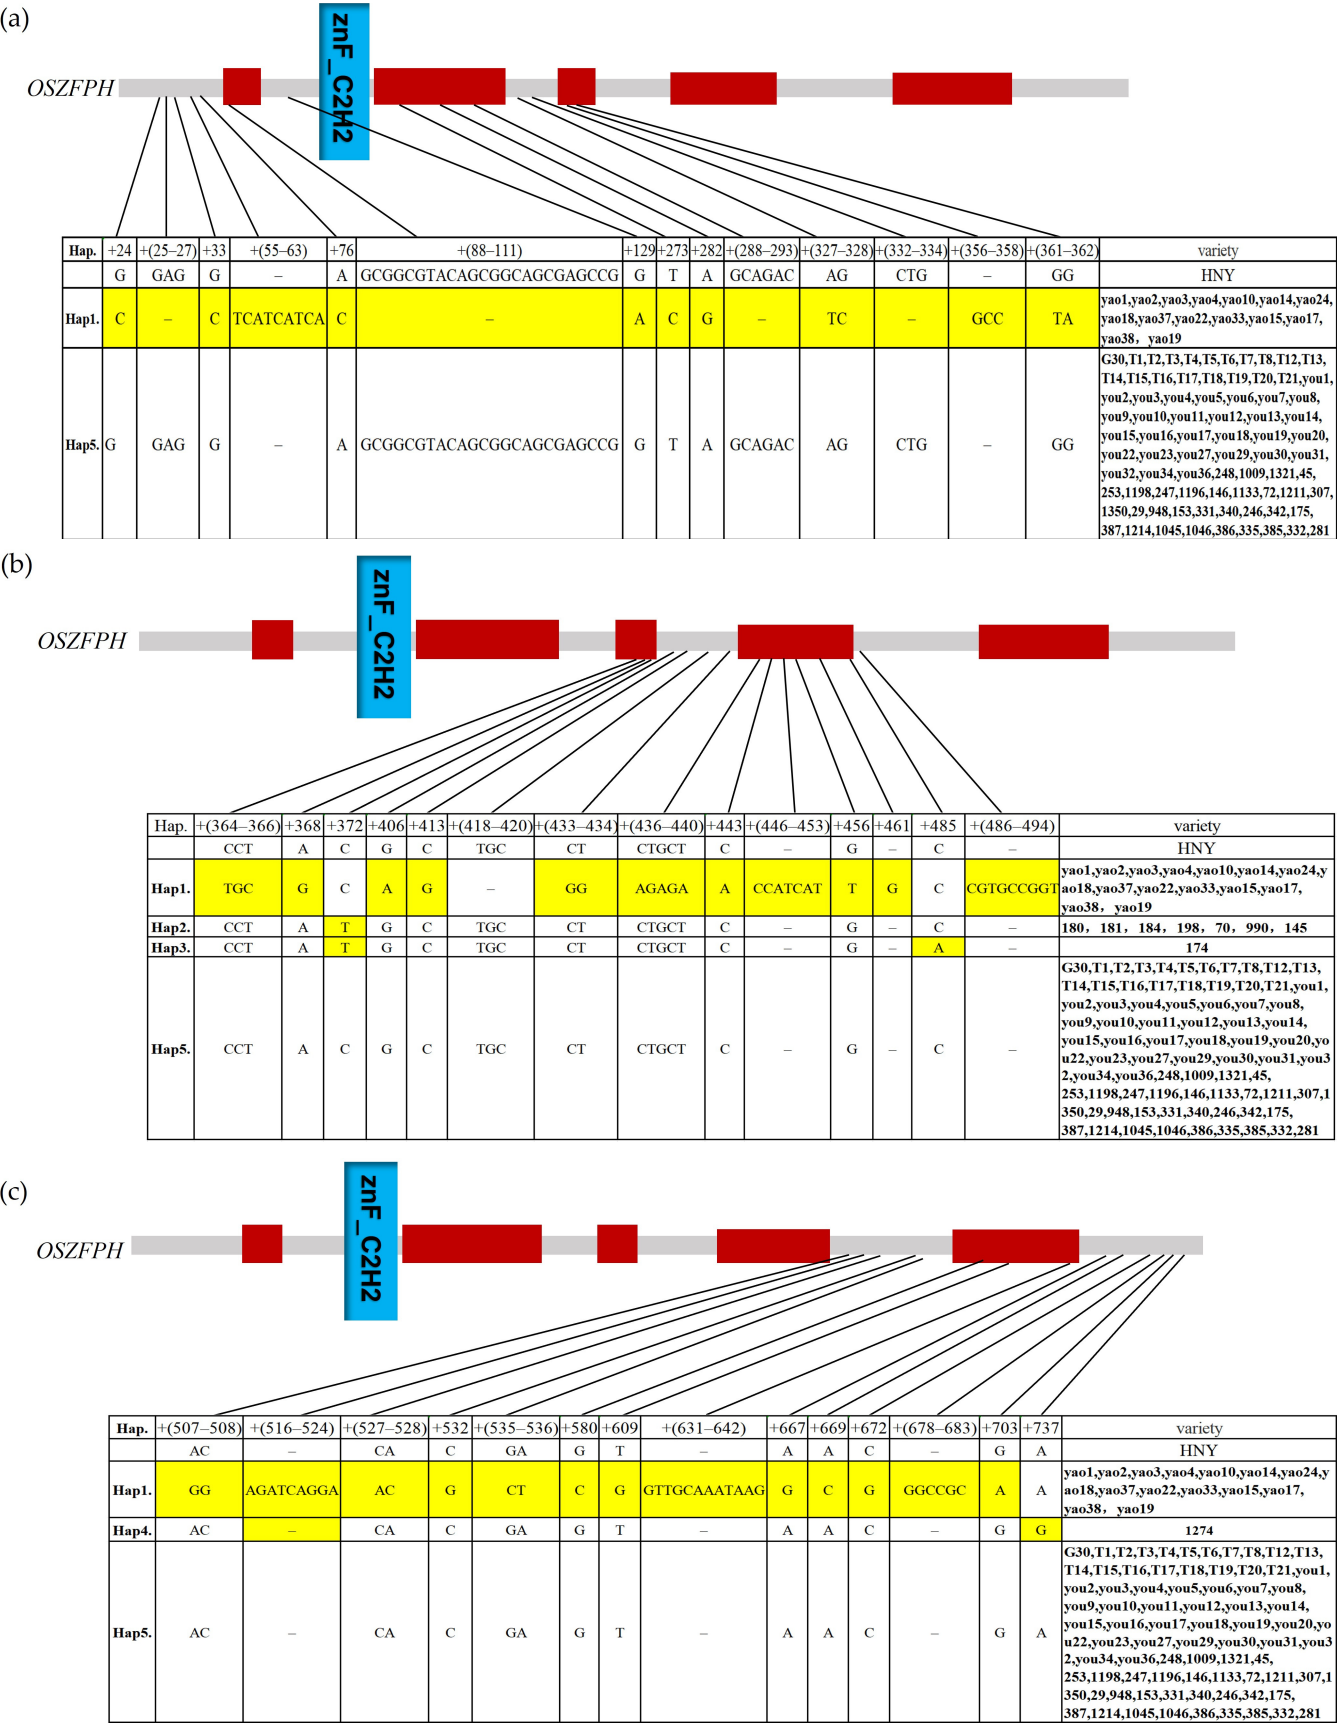 (a)
znF_C2H2
OSZFPH
Hap. +24 +(25–27) +33 +(55–63) +76 +(88–111) +129 +273 +282 +(288–293) +(327–328) +(332–334) +(356–358) +(361–362) variety
G GAG G – A GCGGCGTACAGCGGCAGCGAGCCG G T A GCAGAC AG CTG – GG HNY
Hap1. C – C TCATCATCA C – A C G – TC – GCC TA
yao1,yao2,yao3,yao4,yao10,yao14,yao24,
yao18,yao37,yao22,yao33,yao15,yao17,
yao38，yao19
Hap5. G GAG G – A GCGGCGTACAGCGGCAGCGAGCCG G T A GCAGAC AG CTG – GG
G30,T1,T2,T3,T4,T5,T6,T7,T8,T12,T13,
T14,T15,T16,T17,T18,T19,T20,T21,you1,
you2,you3,you4,you5,you6,you7,you8,
you9,you10,you11,you12,you13,you14,
you15,you16,you17,you18,you19,you20,
you22,you23,you27,you29,you30,you31,
you32,you34,you36,248,1009,1321,45,
253,1198,247,1196,146,1133,72,1211,307,
1350,29,948,153,331,340,246,342,175,
387,1214,1045,1046,386,335,385,332,281
(b)
znF_C2H2
OSZFPH
Hap. +(364–366) +368 +372 +406 +413 +(418–420) +(433–434) +(436–440) +443 +(446–453) +456 +461 +485 +(486–494) variety
CCT A C G C TGC CT CTGCT C – G – C – HNY
Hap1. TGC G C A G – GG AGAGA A CCATCAT T G C CGTGCCGGT
yao1,yao2,yao3,yao4,yao10,yao14,yao24,y
ao18,yao37,yao22,yao33,yao15,yao17,
yao38，yao19
Hap2. CCT A T G C TGC CT CTGCT C – G – C – 180，181，184，198，70，990，145
Hap3. CCT A T G C TGC CT CTGCT C – G – A – 174
Hap5. CCT A C G C TGC CT CTGCT C – G – C –
G30,T1,T2,T3,T4,T5,T6,T7,T8,T12,T13,
T14,T15,T16,T17,T18,T19,T20,T21,you1,
you2,you3,you4,you5,you6,you7,you8,
you9,you10,you11,you12,you13,you14,
you15,you16,you17,you18,you19,you20,yo
u22,you23,you27,you29,you30,you31,you3
2,you34,you36,248,1009,1321,45,
253,1198,247,1196,146,1133,72,1211,307,1
350,29,948,153,331,340,246,342,175,
387,1214,1045,1046,386,335,385,332,281
(c)
znF_C2H2
OSZFPH
Hap. +(507–508) +(516–524) +(527–528) +532 +(535–536) +580 +609 +(631–642) +667 +669 +672 +(678–683) +703 +737 variety
AC – CA C GA G T – A A C – G A HNY
Hap1. GG AGATCAGGA AC G CT C G GTTGCAAATAAG G C G GGCCGC A A
yao1,yao2,yao3,yao4,yao10,yao14,yao24,y
ao18,yao37,yao22,yao33,yao15,yao17,
yao38，yao19
Hap4. AC – CA C GA G T – A A C – G G 1274
Hap5. AC – CA C GA G T – A A C – G A
G30,T1,T2,T3,T4,T5,T6,T7,T8,T12,T13,
T14,T15,T16,T17,T18,T19,T20,T21,you1,
you2,you3,you4,you5,you6,you7,you8,
you9,you10,you11,you12,you13,you14,
you15,you16,you17,you18,you19,you20,yo
u22,you23,you27,you29,you30,you31,you3
2,you34,you36,248,1009,1321,45,
253,1198,247,1196,146,1133,72,1211,307,1
350,29,948,153,331,340,246,342,175,
387,1214,1045,1046,386,335,385,332,281